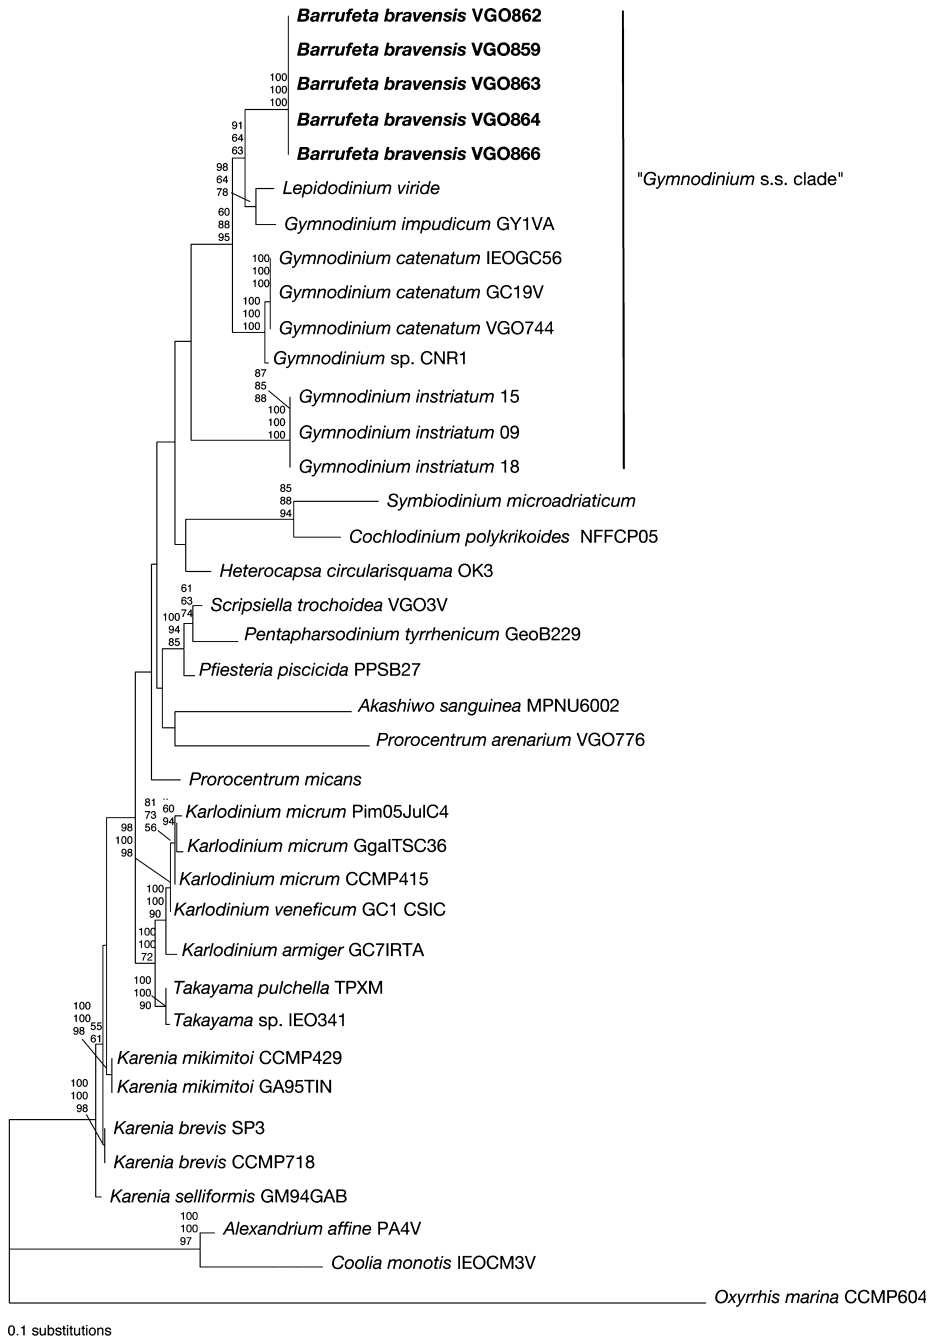 Barrufeta bravensis VGO862
Barrufeta bravensis VGO859
100
Barrufeta bravensis VGO863
100
100
91
Barrufeta bravensis VGO864
64
63
Barrufeta bravensis VGO866
98
64
78
"Gymnodinium s.s. clade"
Lepidodinium viride
60
88
95
Gymnodinium impudicum GY1VA
100
100
100
Gymnodinium catenatum IEOGC56
Gymnodinium catenatum GC19V
100
100
100
Gymnodinium catenatum VGO744
Gymnodinium sp. CNR1
87
85
88
Gymnodinium instriatum 15
100
100
100
Gymnodinium instriatum 09
Gymnodinium instriatum 18
85
88
94
Symbiodinium microadriaticum
Cochlodinium polykrikoides NFFCP05
Heterocapsa circularisquama OK3
61
63
74
Scripsiella trochoidea VGO3V
100
94
85
Pentapharsodinium tyrrhenicum GeoB229
Pfiesteria piscicida PPSB27
Akashiwo sanguinea MPNU6002
Prorocentrum arenarium VGO776
Prorocentrum micans
81
73
56
60
94
Karlodinium micrum Pim05JulC4
98
100
98
Karlodinium micrum GgaITSC36
Karlodinium micrum CCMP415
100
100
90
Karlodinium veneficum GC1 CSIC
100
100
72
Karlodinium armiger GC7IRTA
100
100
90
Takayama pulchella TPXM
Takayama sp. IEO341
100
100
98
55
61
Karenia mikimitoi CCMP429
Karenia mikimitoi GA95TIN
100
100
98
Karenia brevis SP3
Karenia brevis CCMP718
Karenia selliformis GM94GAB
100
100
97
Alexandrium affine PA4V
Coolia monotis IEOCM3V
Oxyrrhis marina CCMP604
0.1 substitutions